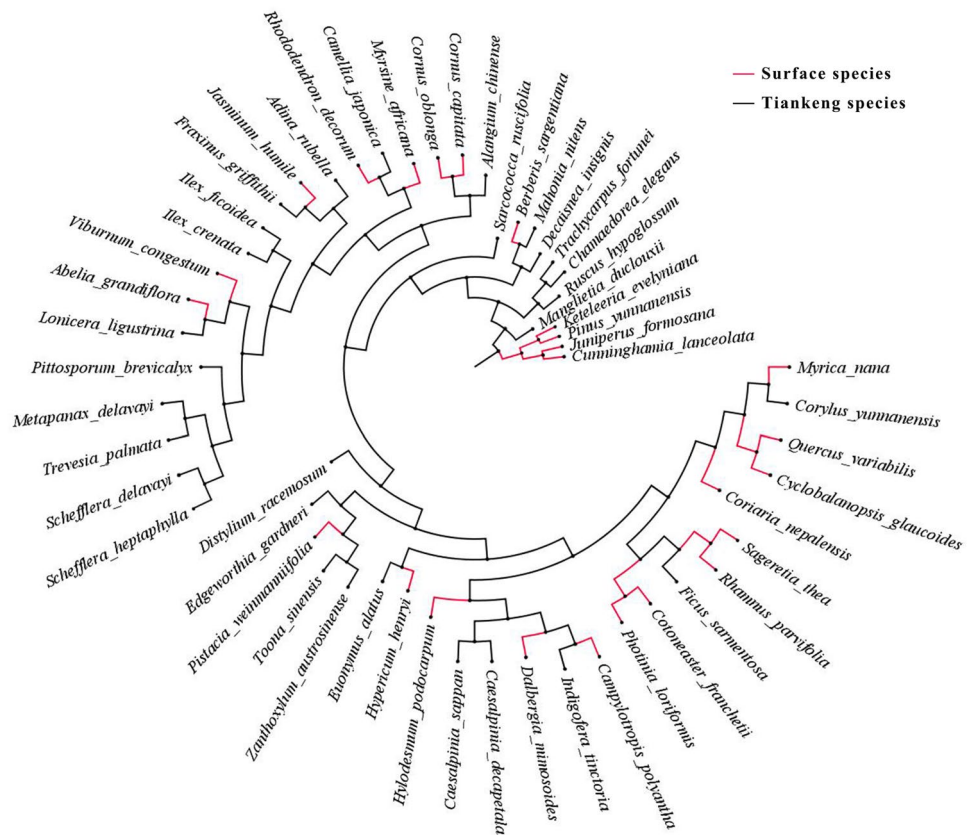 Surface species
Tiankeng species
Rhododendron_decorum
Camellia_japonica
Myrsine_africana
Cornus_oblonga
Cornus_capitata
Alangium_chinense
Sarcococca_ruscifolia
Berberis_sargentiana
Mahonia_nitens
Decaisnea_insignis
Trachycarpus_fortunei
Chamaedorea_elegans
Ruscus_hypoglossum
Manglietia_duclouxii
Keteleeria_evelyniana
Pinus_yunnanensis
Juniperus_formosana
Cunninghamia_lanceolata
Myrica_nana
Corylus_yunnanensis
Quercus_variabilis
Cyclobalanopsis_glaucoides
Coriaria_nepalensis
Sageretia_thea
Rhamnus_parvifolia
Ficus_sarmentosa
Cotoneaster_franchetii
Photinia_loriformis
Campylotropis_polyantha
Indigofera_tinctoria
Dalbergia_mimosoides
Caesalpinia_decapetala
Caesalpinia_sappan
Hylodesmum_podocarpum
Hypericum_henryi
Euonymus_alatus
Zanthoxylum_austrosinense
Toona_sinensis
Pistacia_weinmanniifolia
Edgeworthia_gardneri
Distylium_racemosum
Schefflera_heptaphylla
Schefflera_delavayi
Trevesia_palmata
Metapanax_delavayi
Pittosporum_brevicalyx
Lonicera_ligustrina
Abelia_grandiflora
Viburnum_congestum
Ilex_crenata
Ilex_ficoidea
Fraxinus_griffithii
Jasminum_humile
Adina_rubella